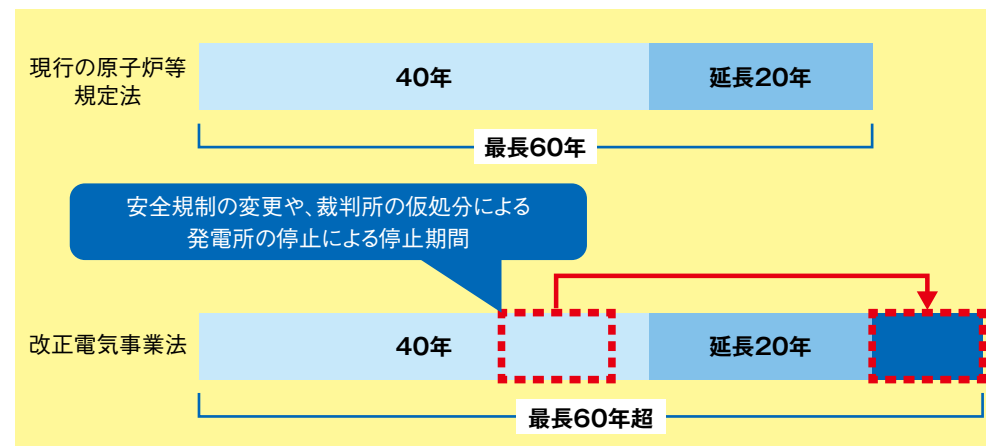 現行の原子炉等
規定法
40年
延長20年
最長60年
安全規制の変更や、裁判所の仮処分による
発電所の停止による停止期間
改正電気事業法
40年
延長20年
最長60年超